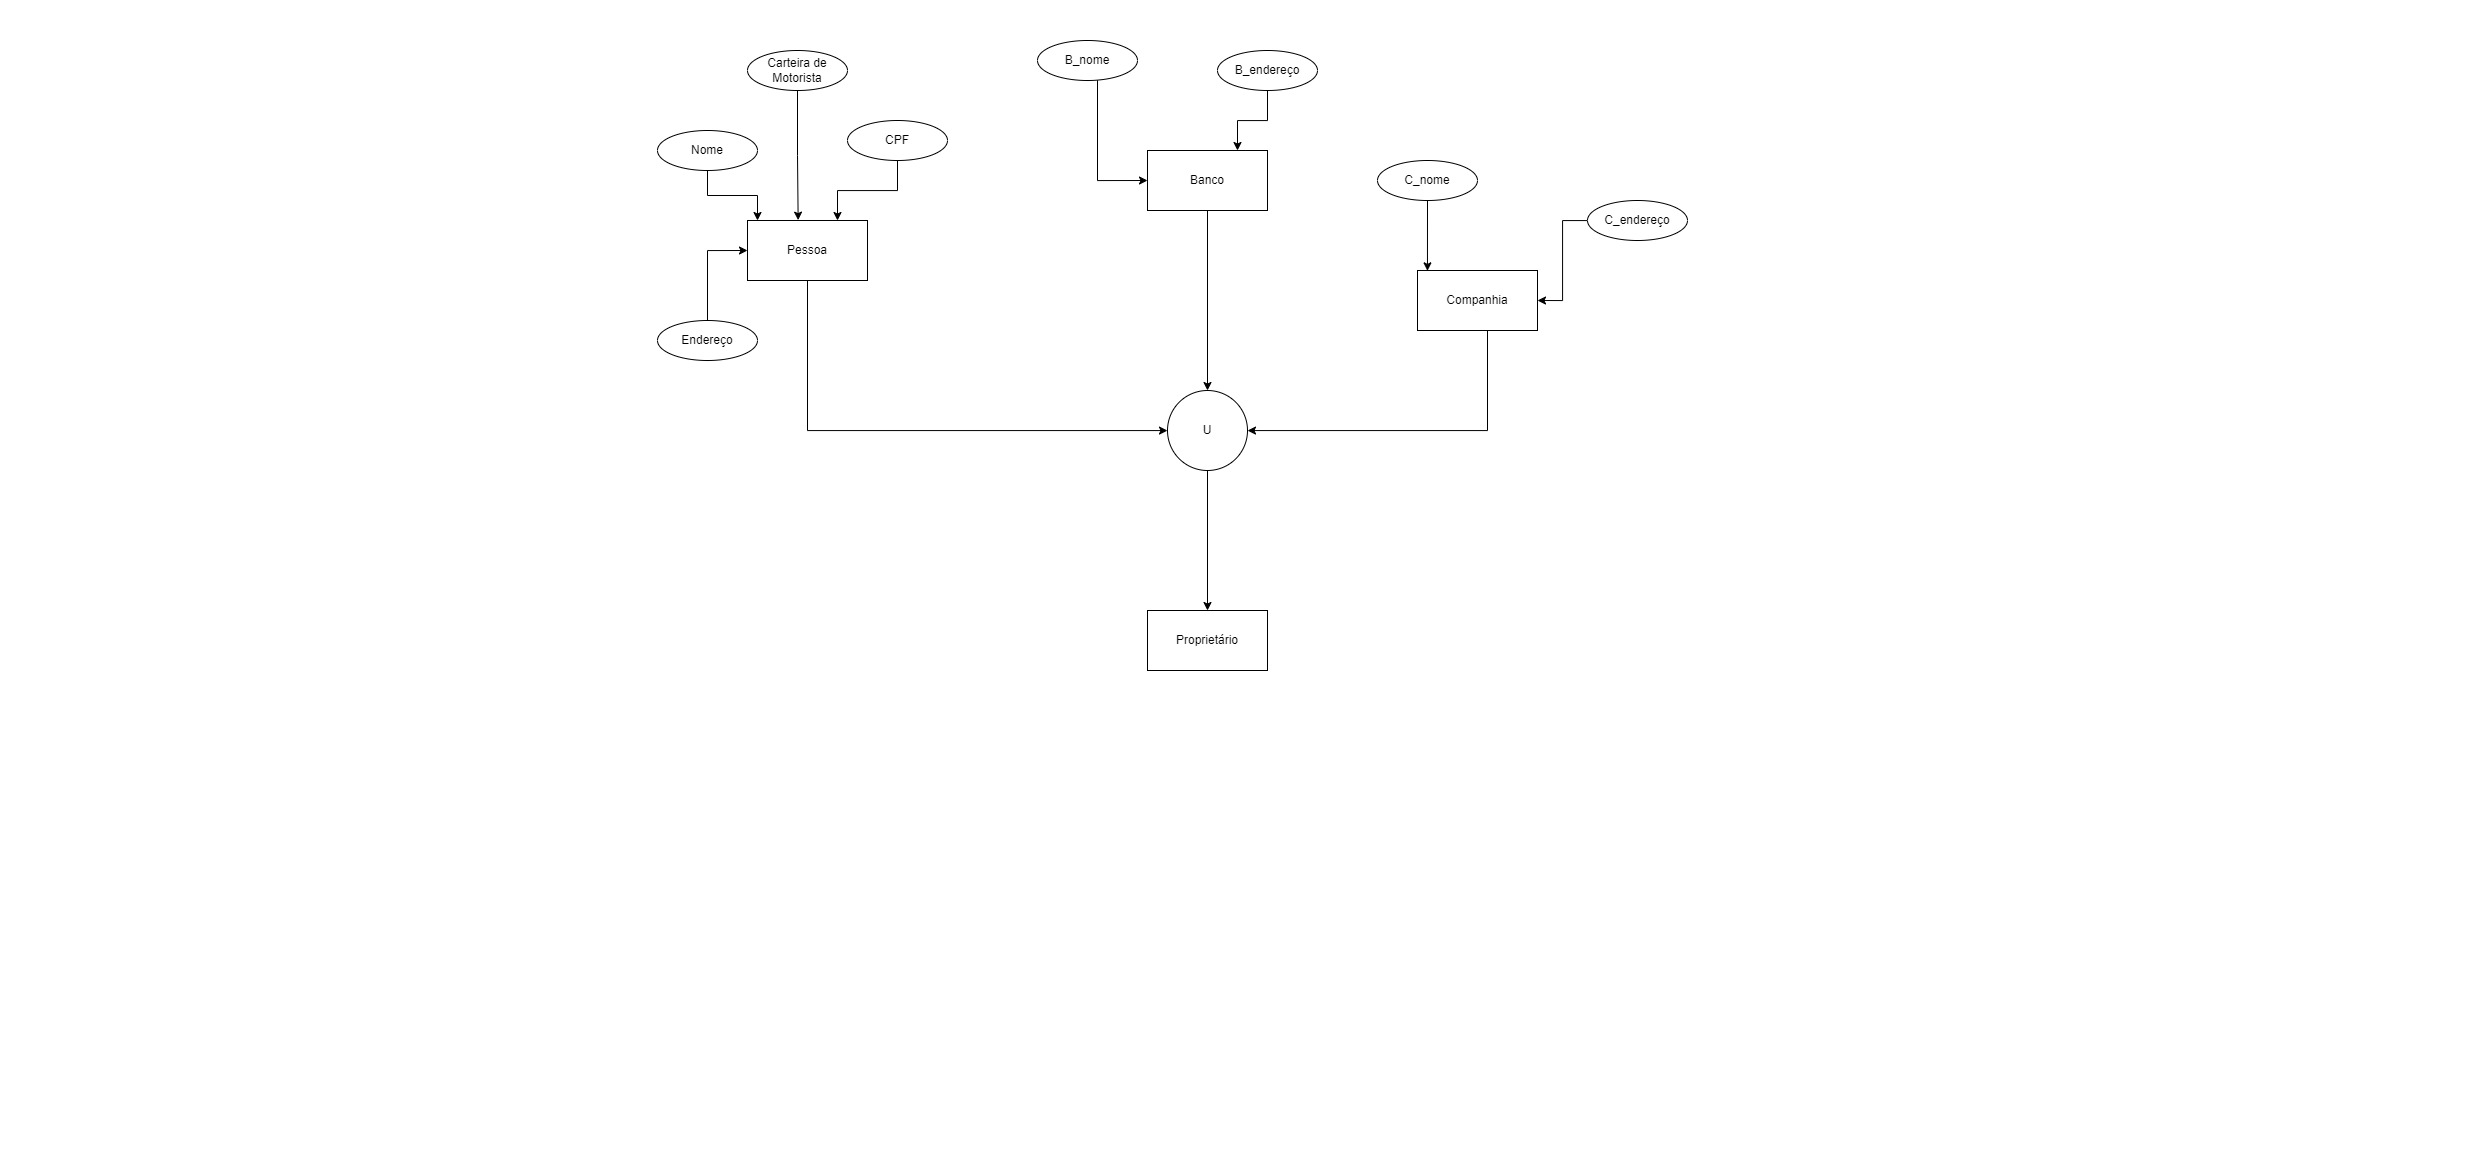 B_nome
Carteira de
Motorista
B_endereço
CPF
Nome
Banco
C_nome
C_endereço
Pessoa
Companhia
Endereço
U
Proprietário